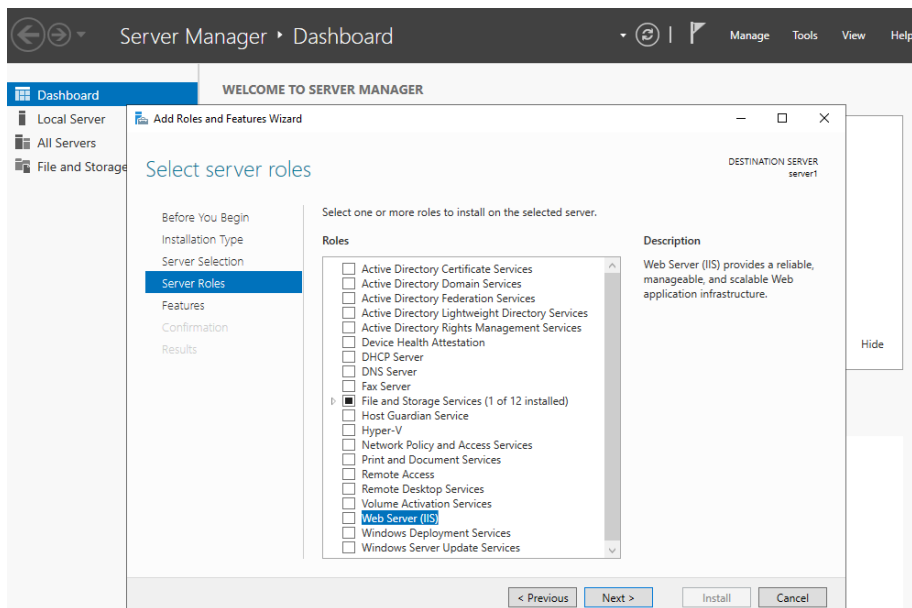 Server Manager ‣ Dashboard
Manage Tools View Help
Dashboard
Local Server
All Servers
File and Storage
WELCOME TO SERVER MANAGER
Add Roles and Features Wizard
Select server roles
DESTINATION SERVER
server1
Before You Begin
Installation Type
Server Selection
Server Roles
Features
Confirmation
Results
Select one or more roles to install on the selected server.
Roles
Active Directory Certificate Services
Active Directory Domain Services
Active Directory Federation Services
Active Directory Lightweight Directory Services
Active Directory Rights Management Services
Device Health Attestation
DHCP Server
DNS Server
Fax Server
File and Storage Services (1 of 12 installed)
Host Guardian Service
Hyper-V
Network Policy and Access Services
Print and Document Services
Remote Access
Remote Desktop Services
Volume Activation Services
Web Server (IIS)
Windows Deployment Services
Windows Server Update Services
Description
Web Server (IIS) provides a reliable,
manageable, and scalable Web
application infrastructure.
Hide
< Previous
Next >
Install
Cancel